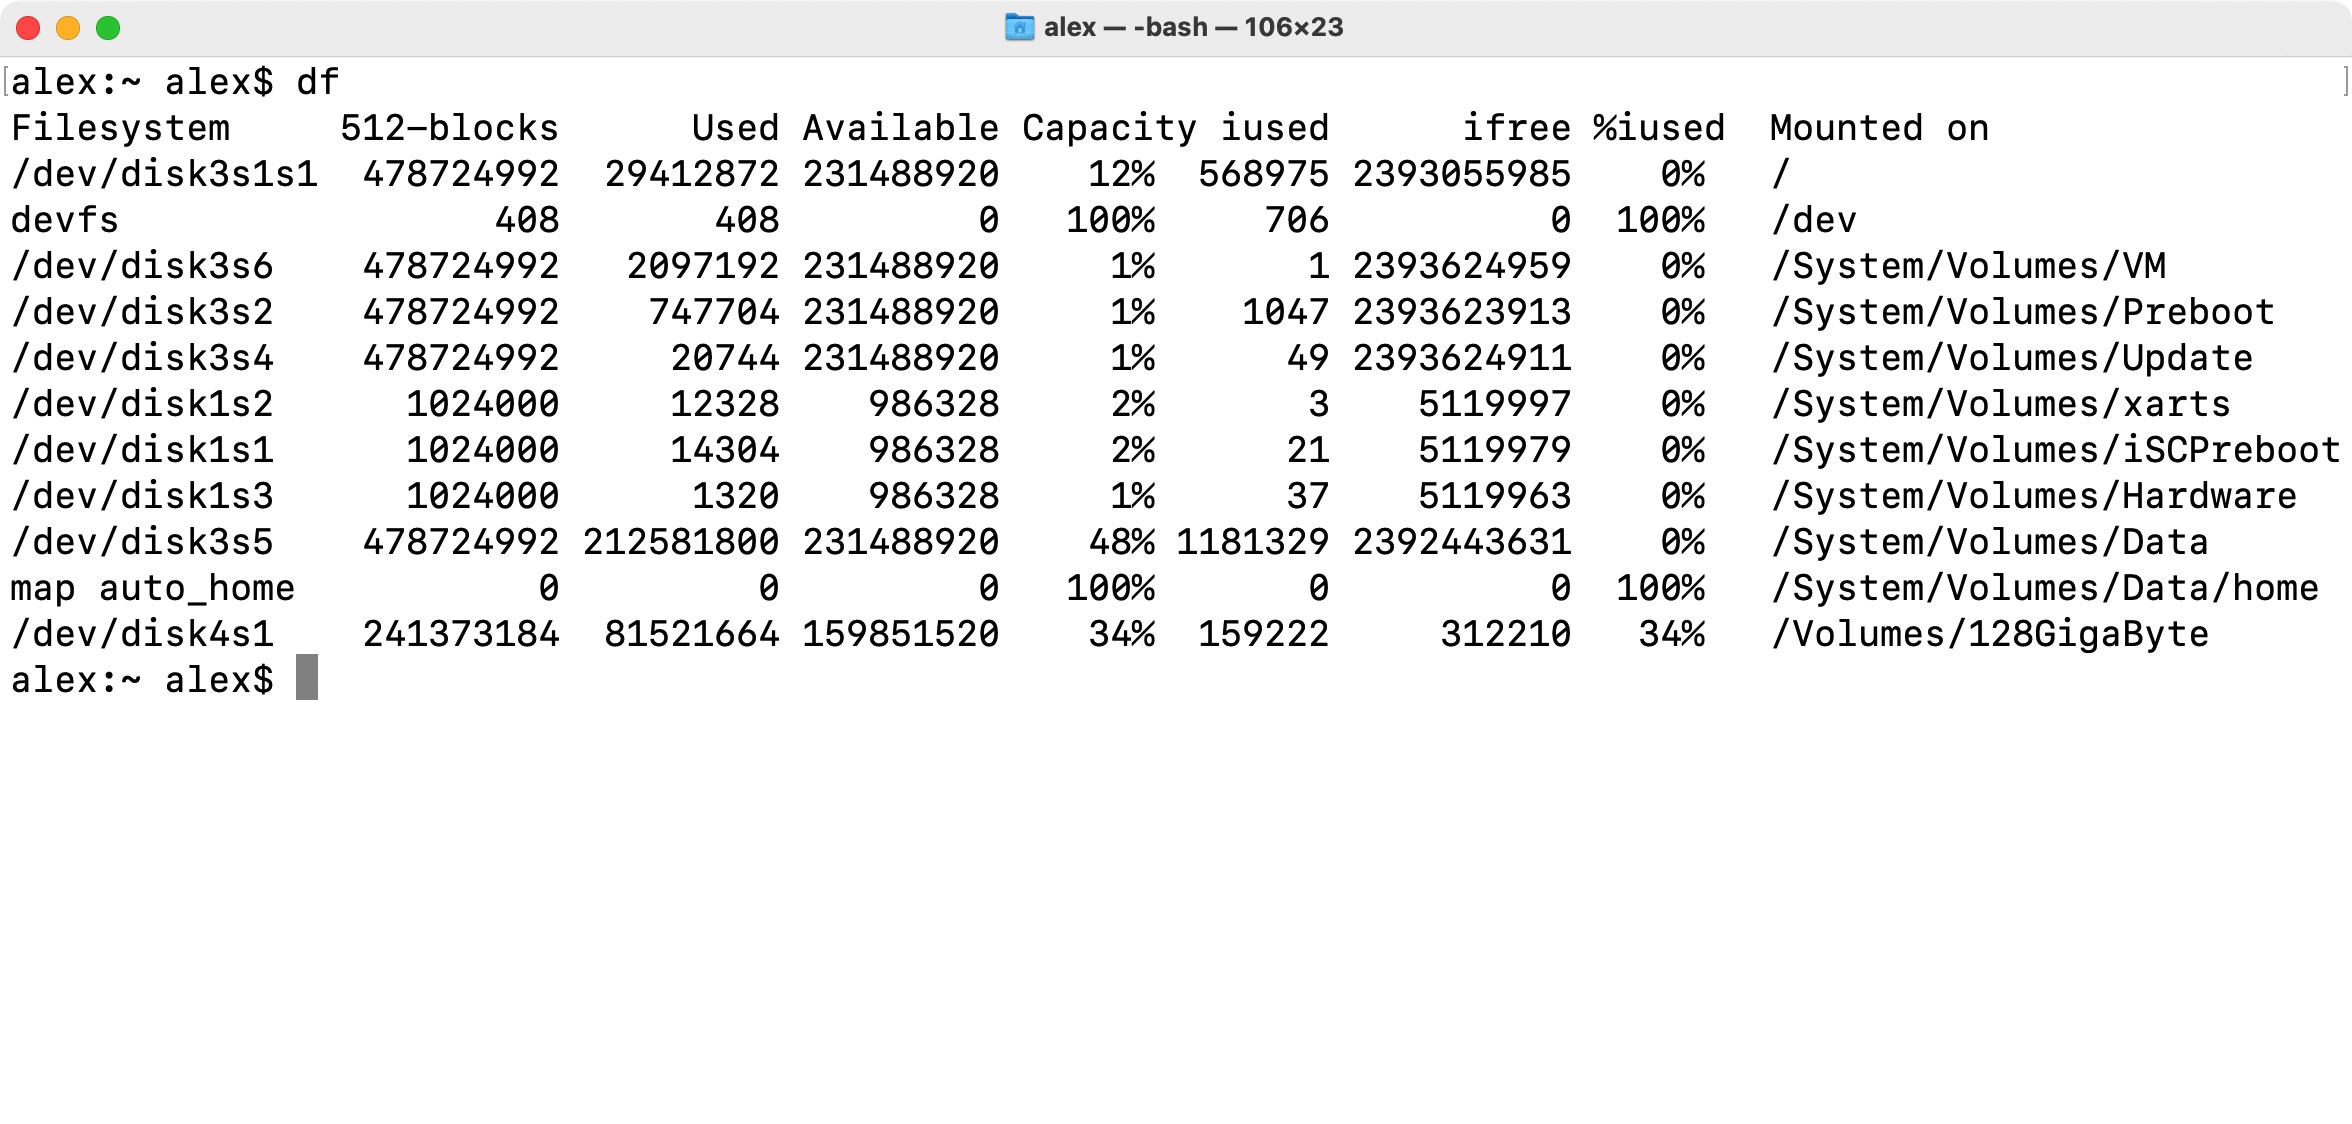 alex — -bash — 106×23
alex:~ alex$ df
Filesystem     512-blocks      Used Available Capacity iused      ifree %iused  Mounted on
/dev/disk3s1s1  478724992  29412872 231488920    12%  568975 2393055985    0%   /
devfs                 408       408         0   100%     706          0  100%   /dev
/dev/disk3s6    478724992   2097192 231488920     1%       1 2393624959    0%   /System/Volumes/VM
/dev/disk3s2    478724992    747704 231488920     1%    1047 2393623913    0%   /System/Volumes/Preboot
/dev/disk3s4    478724992     20744 231488920     1%      49 2393624911    0%   /System/Volumes/Update
/dev/disk1s2      1024000     12328    986328     2%       3    5119997    0%   /System/Volumes/xarts
/dev/disk1s1      1024000     14304    986328     2%      21    5119979    0%   /System/Volumes/iSCPreboot
/dev/disk1s3      1024000      1320    986328     1%      37    5119963    0%   /System/Volumes/Hardware
/dev/disk3s5    478724992 212581800 231488920    48% 1181329 2392443631    0%   /System/Volumes/Data
map auto_home           0         0         0   100%       0          0  100%   /System/Volumes/Data/home
/dev/disk4s1    241373184  81521664 159851520    34%  159222     312210   34%   /Volumes/128GigaByte
alex:~ alex$